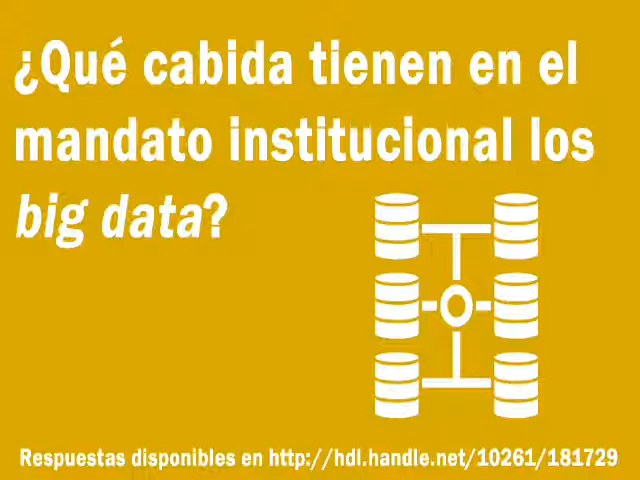 ¿Qué cabida tienen en el
mandato institucional los
big data?
Respuestas disponibles en http://hdl.handle.net/10261/181729